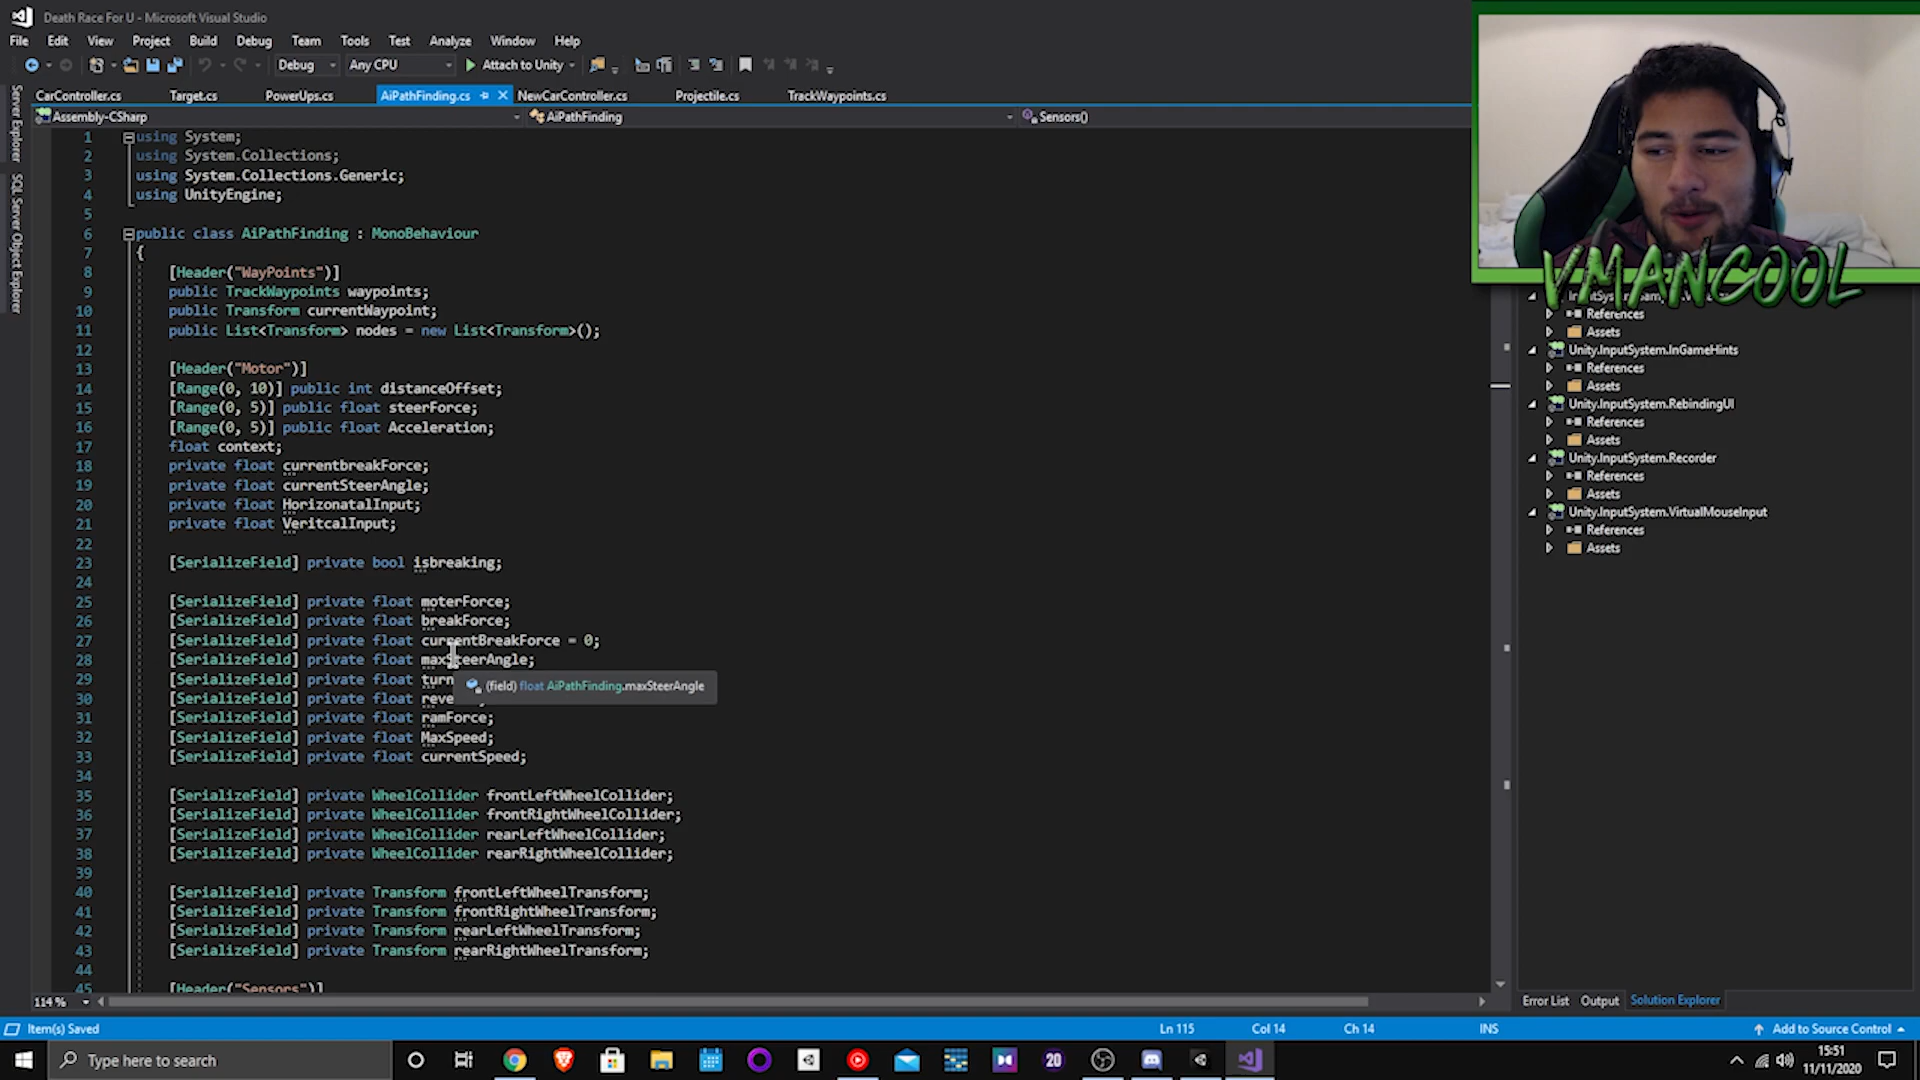 Death Race For U - Microsoft Visual Studio
File Edit View Project Build Debug Team Tools Test Analyze Window Help
Debug Any CPU Attach to Unity
CarController.cs Target.cs PowerUps.cs AiPathFinding.cs NewCarController.cs Projectile.cs TrackWaypoints.cs
Assembly-CSharp AiPathFinding Sensors()
Server Explorer
SQL Server Object Explorer
1 using System;
2 using System.Collections;
3 using System.Collections.Generic;
4 using UnityEngine;
5
6 public class AiPathFinding : MonoBehaviour
7 {
8 [Header("WayPoints")]
9 public TrackWaypoints waypoints;
10 public Transform currentWaypoint;
11 public List<Transform> nodes = new List<Transform>();
12
13 [Header("Motor")]
14 [Range(0, 10)] public int distanceOffset;
15 [Range(0, 5)] public float steerForce;
16 [Range(0, 5)] public float Acceleration;
17 float context;
18 private float currentbreakForce;
19 private float currentSteerAngle;
20 private float HorizonatalInput;
21 private float VeritcalInput;
22
23 [SerializeField] private bool isbreaking;
24
25 [SerializeField] private float moterForce;
26 [SerializeField] private float breakForce;
27 [SerializeField] private float currentBreakForce = 0;
28 [SerializeField] private float maxSteerAngle;
29 [SerializeField] private float turn
(field) float AiPathFinding.maxSteerAngle
30 [SerializeField] private float reve
31 [SerializeField] private float ramForce;
32 [SerializeField] private float MaxSpeed;
33 [SerializeField] private float currentSpeed;
34
35 [SerializeField] private WheelCollider frontLeftWheelCollider;
36 [SerializeField] private WheelCollider frontRightWheelCollider;
37 [SerializeField] private WheelCollider rearLeftWheelCollider;
38 [SerializeField] private WheelCollider rearRightWheelCollider;
39
40 [SerializeField] private Transform frontLeftWheelTransform;
41 [SerializeField] private Transform frontRightWheelTransform;
42 [SerializeField] private Transform rearLeftWheelTransform;
43 [SerializeField] private Transform rearRightWheelTransform;
44
45 [Header("Sensors")]
114 %
VMANCOOL
References
Assets
Unity.InputSystem.InGameHints
References
Assets
Unity.InputSystem.RebindingUI
References
Assets
Unity.InputSystem.Recorder
References
Assets
Unity.InputSystem.VirtualMouseInput
References
Assets
Error List Output Solution Explorer
Item(s) Saved Ln 115 Col 14 Ch 14 INS Add to Source Control
Type here to search
20
15:51
11/11/2020